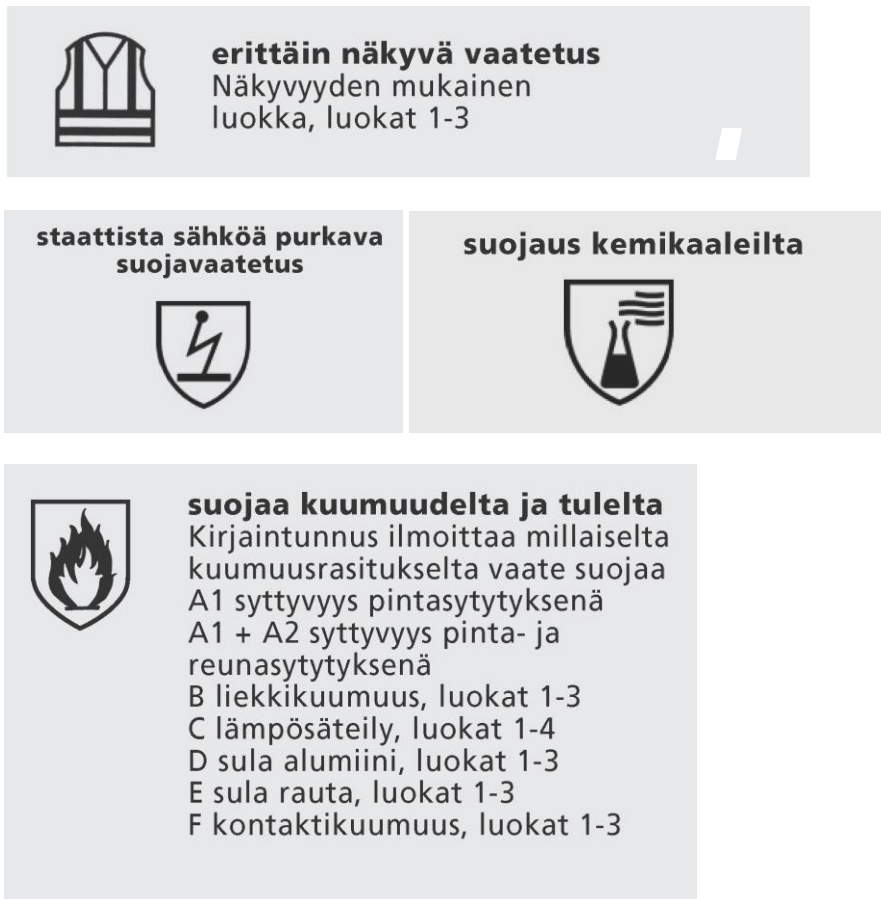 erittäin näkyvä vaatetus
Näkyvyyden mukainen
luokka, luokat 1-3
staattista sähköä purkava
suojavaatetus
suojaus kemikaaleilta
suojaa kuumuudelta ja tulelta
Kirjaintunnus ilmoittaa millaiselta
kuumuusrasitukselta vaate suojaa
A1 syttyvyys pintasytytyksenä
A1 + A2 syttyvyys pinta- ja
reunasytytyksenä
B liekkikuumuus, luokat 1-3
C lämpösäteily, luokat 1-4
D sula alumiini, luokat 1-3
E sula rauta, luokat 1-3
F kontaktikuumuus, luokat 1-3